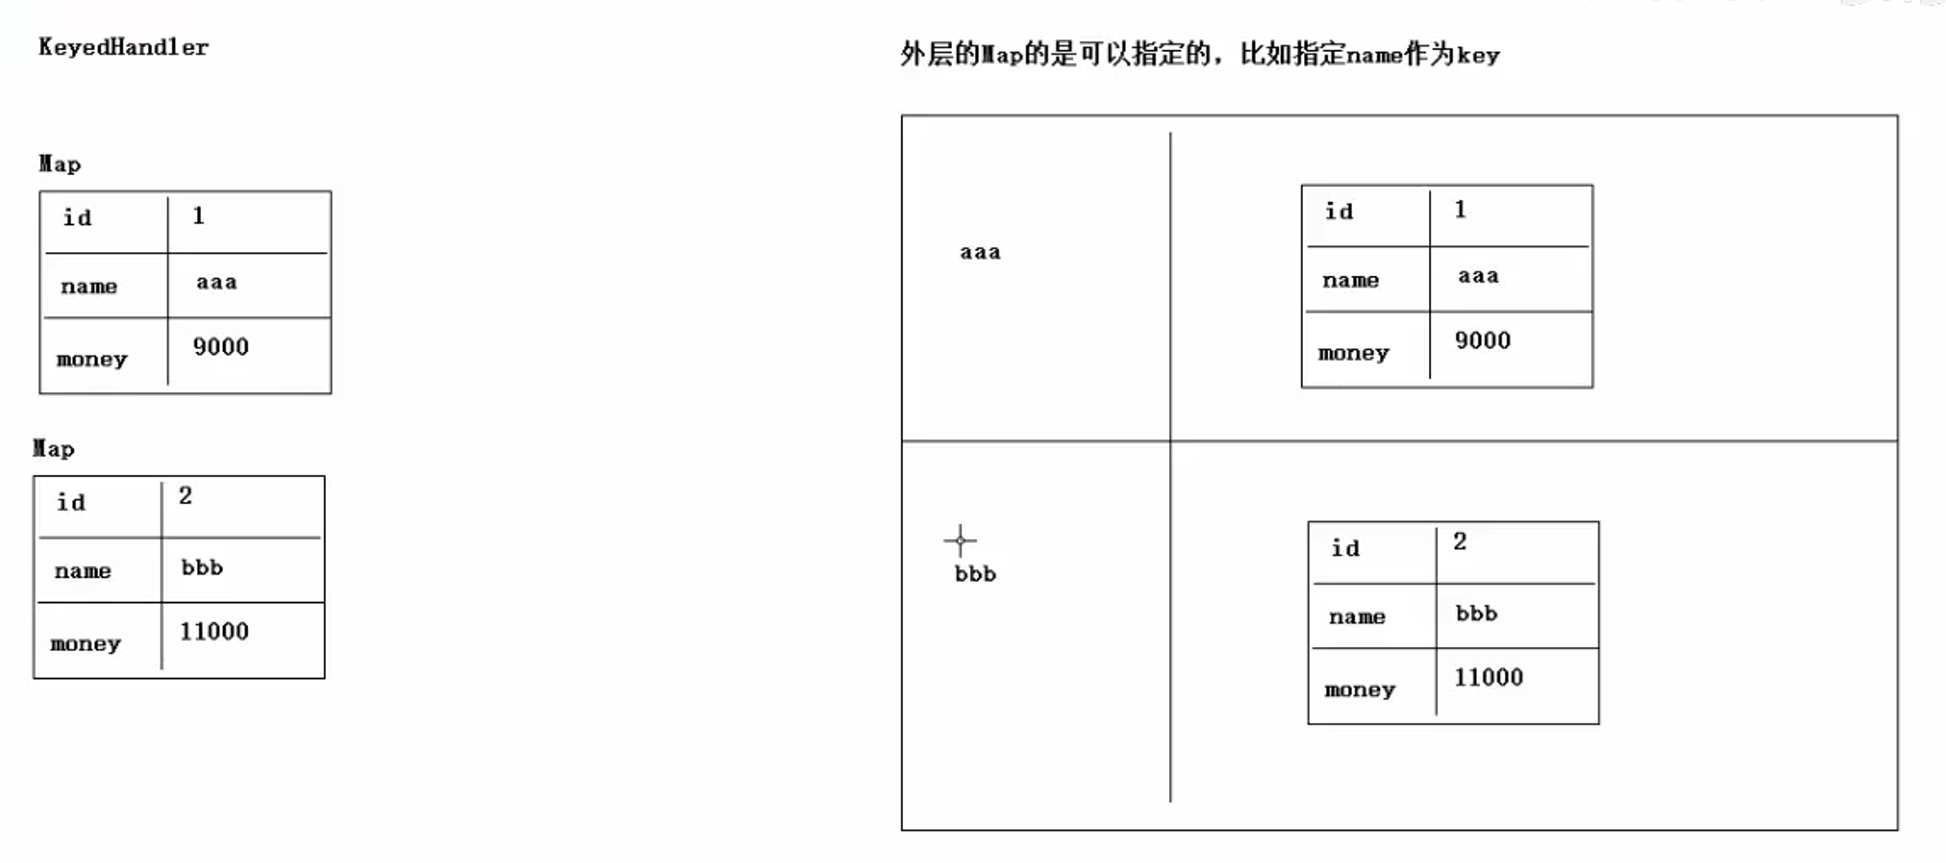 KeyedHandler
Map
id 1
name aaa
money 9000
Map
id 2
name bbb
money 11000
外层的Map的是可以指定的，比如指定name作为key
aaa
id 1
name aaa
money 9000
bbb
id 2
name bbb
money 11000